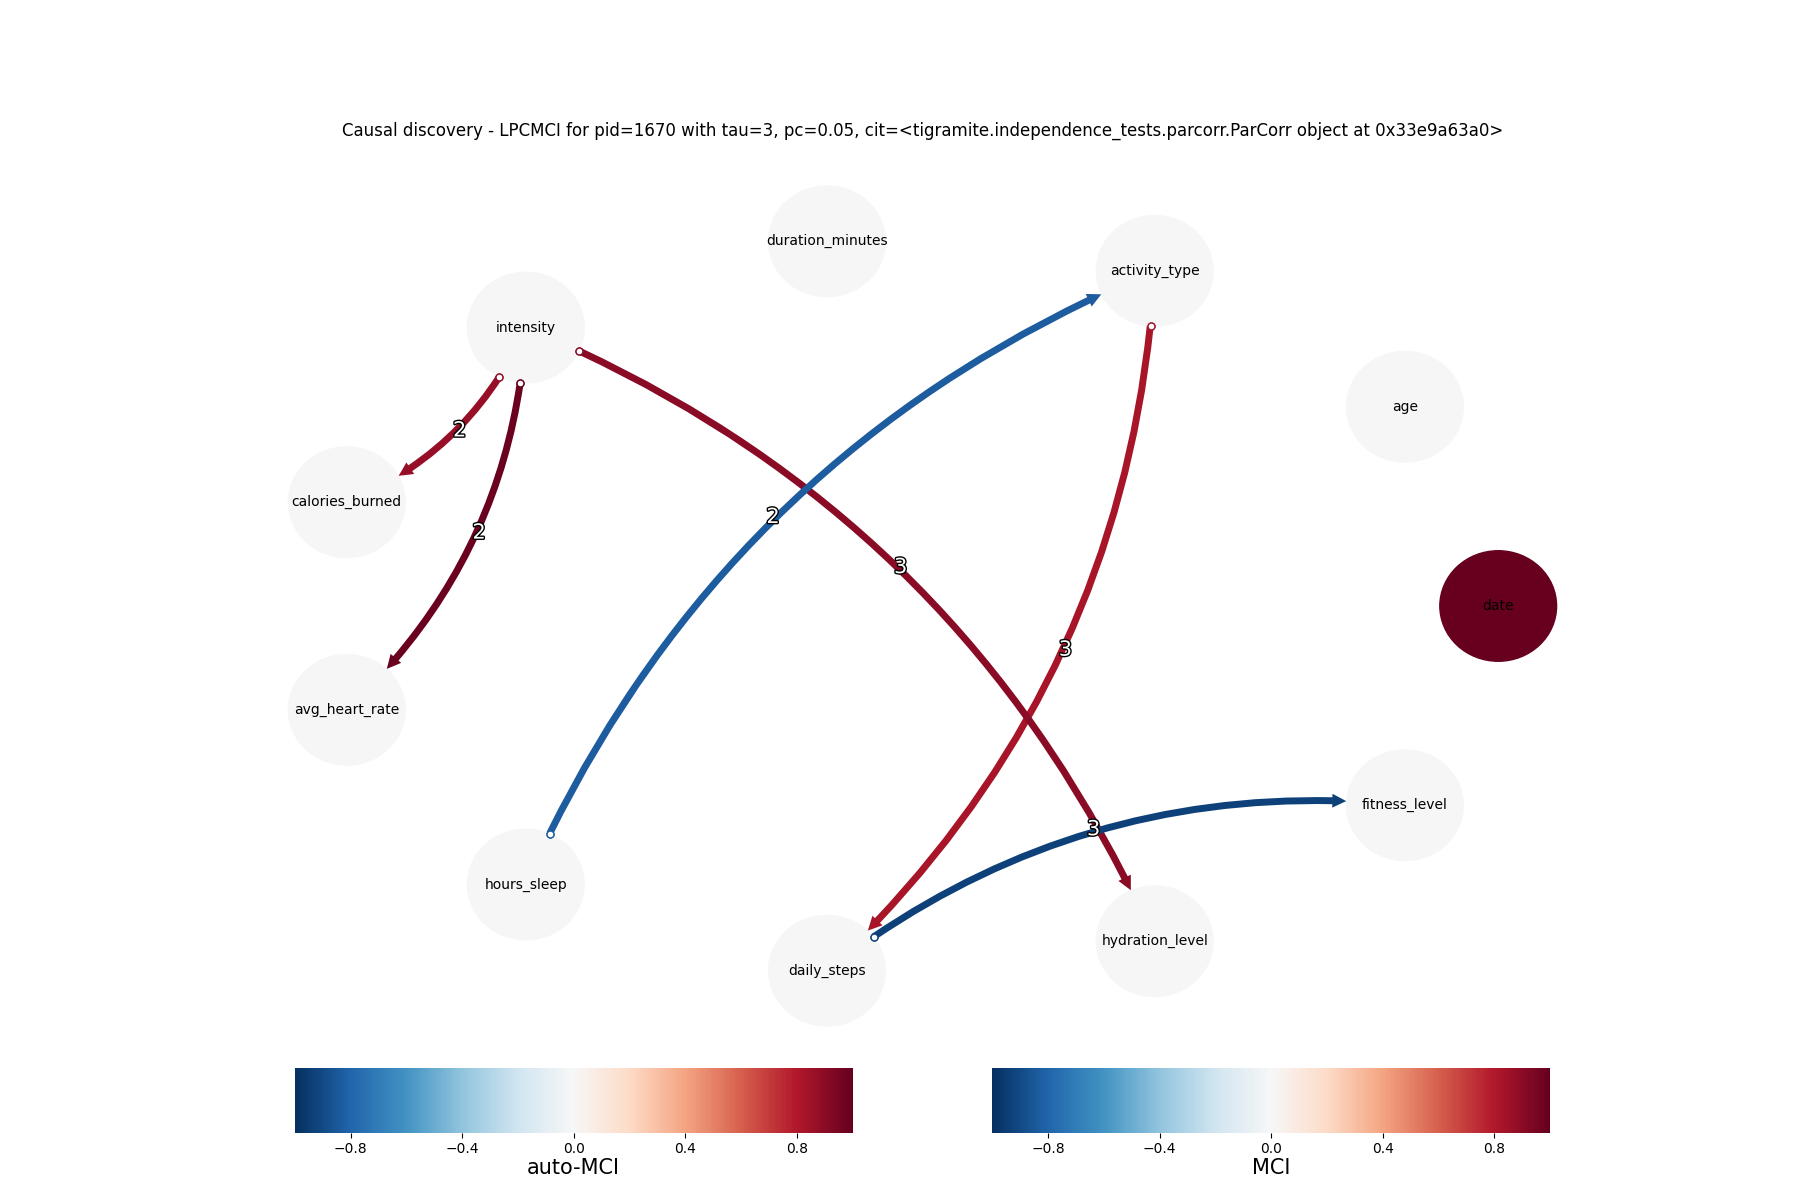 Causal discovery - LPCMCI for pid=1670 with tau=3, pc=0.05, cit=<tigramite.independence_tests.parcorr.ParCorr object at 0x33e9a63a0>
duration_minutes
activity_type
intensity
age
2
calories_burned
2
2
3
date
3
avg_heart_rate
fitness_level
3
hours_sleep
hydration_level
daily_steps
−0.8 −0.4 0.0 0.4 0.8
auto-MCI
−0.8 −0.4 0.0 0.4 0.8
MCI